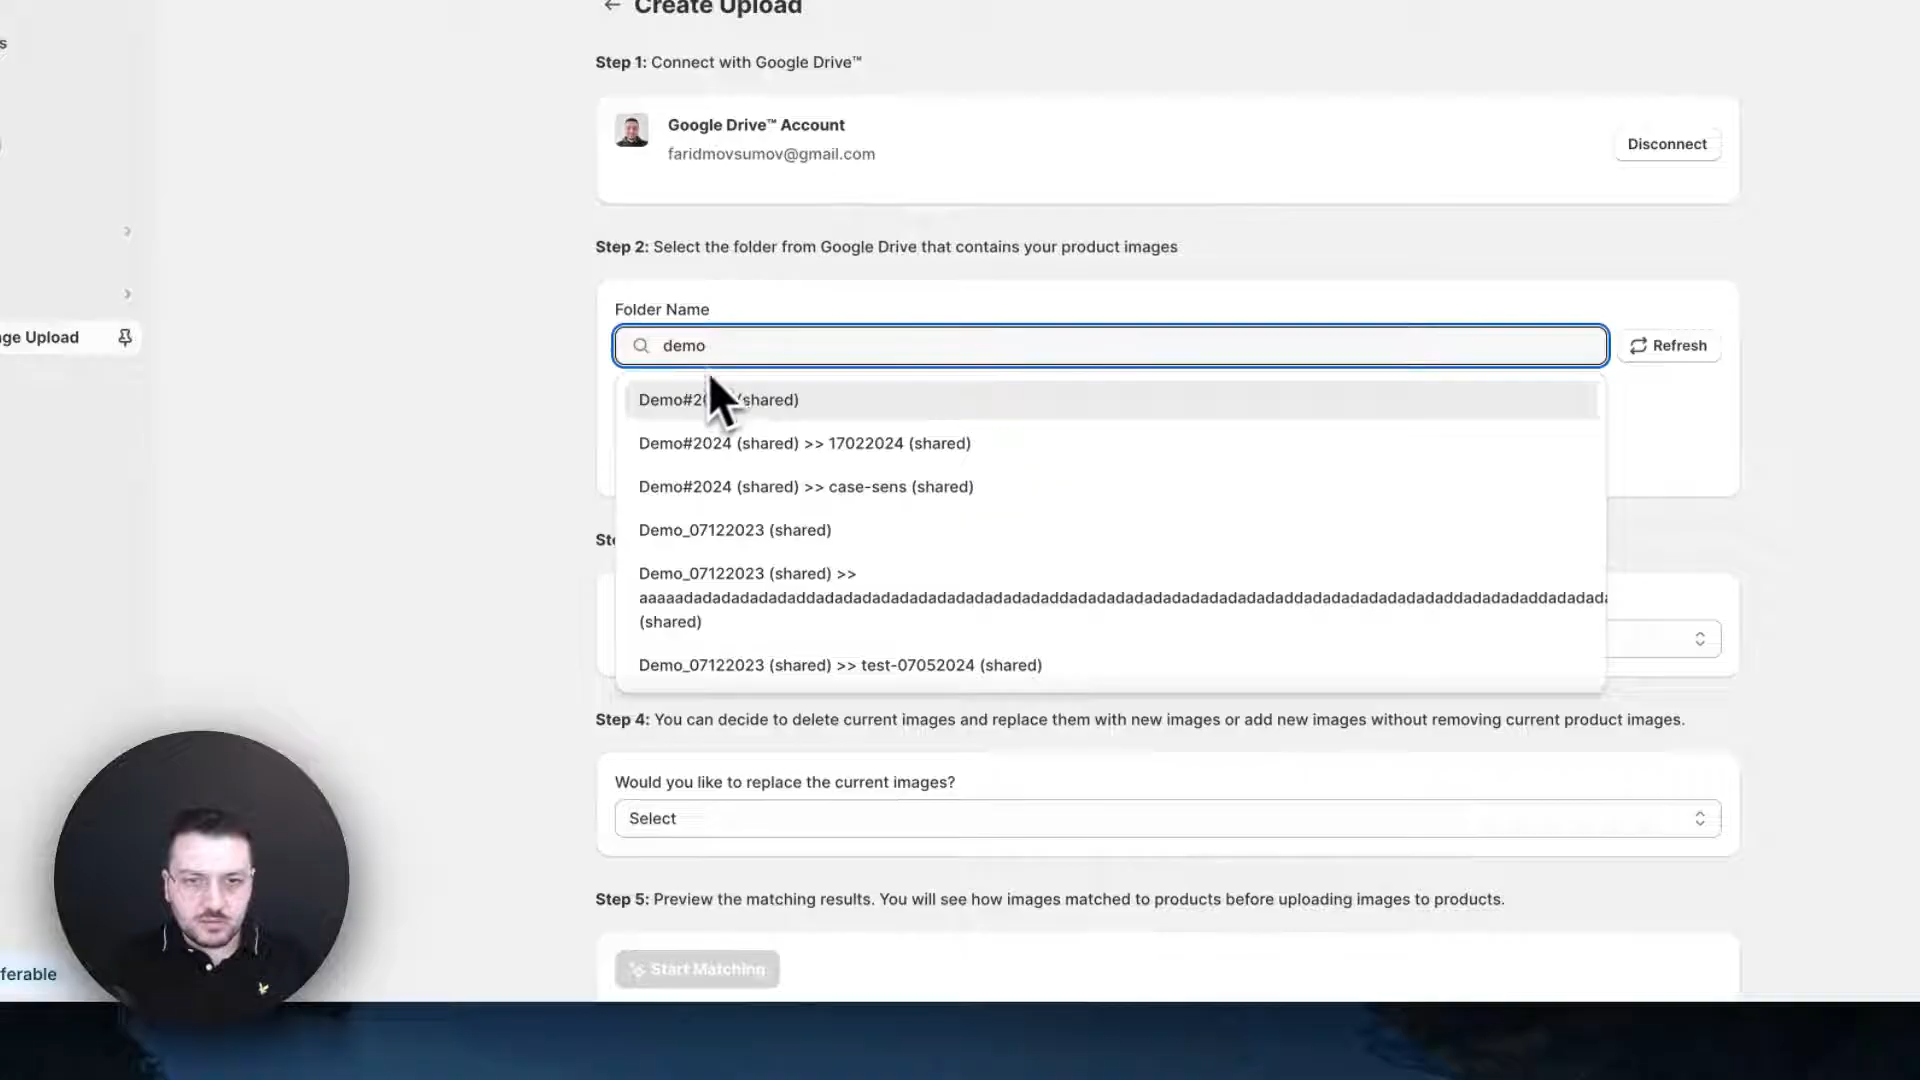 ← Create Upload
s
Step 1: Connect with Google Drive™
Google Drive™ Account
faridmovsumov@gmail.com
Disconnect
Step 2: Select the folder from Google Drive that contains your product images
Folder Name
ge Upload
demo
Refresh
Demo#2 (shared)
Demo#2024 (shared) >> 17022024 (shared)
Demo#2024 (shared) >> case-sens (shared)
Demo_07122023 (shared)
Ste
Demo_07122023 (shared) >>
(shared)
Demo_07122023 (shared) >> test-07052024 (shared)
Step 4: You can decide to delete current images and replace them with new images or add new images without removing current product images.
Would you like to replace the current images?
Select
Step 5: Preview the matching results. You will see how images matched to products before uploading images to products.
Start Matching
ferable